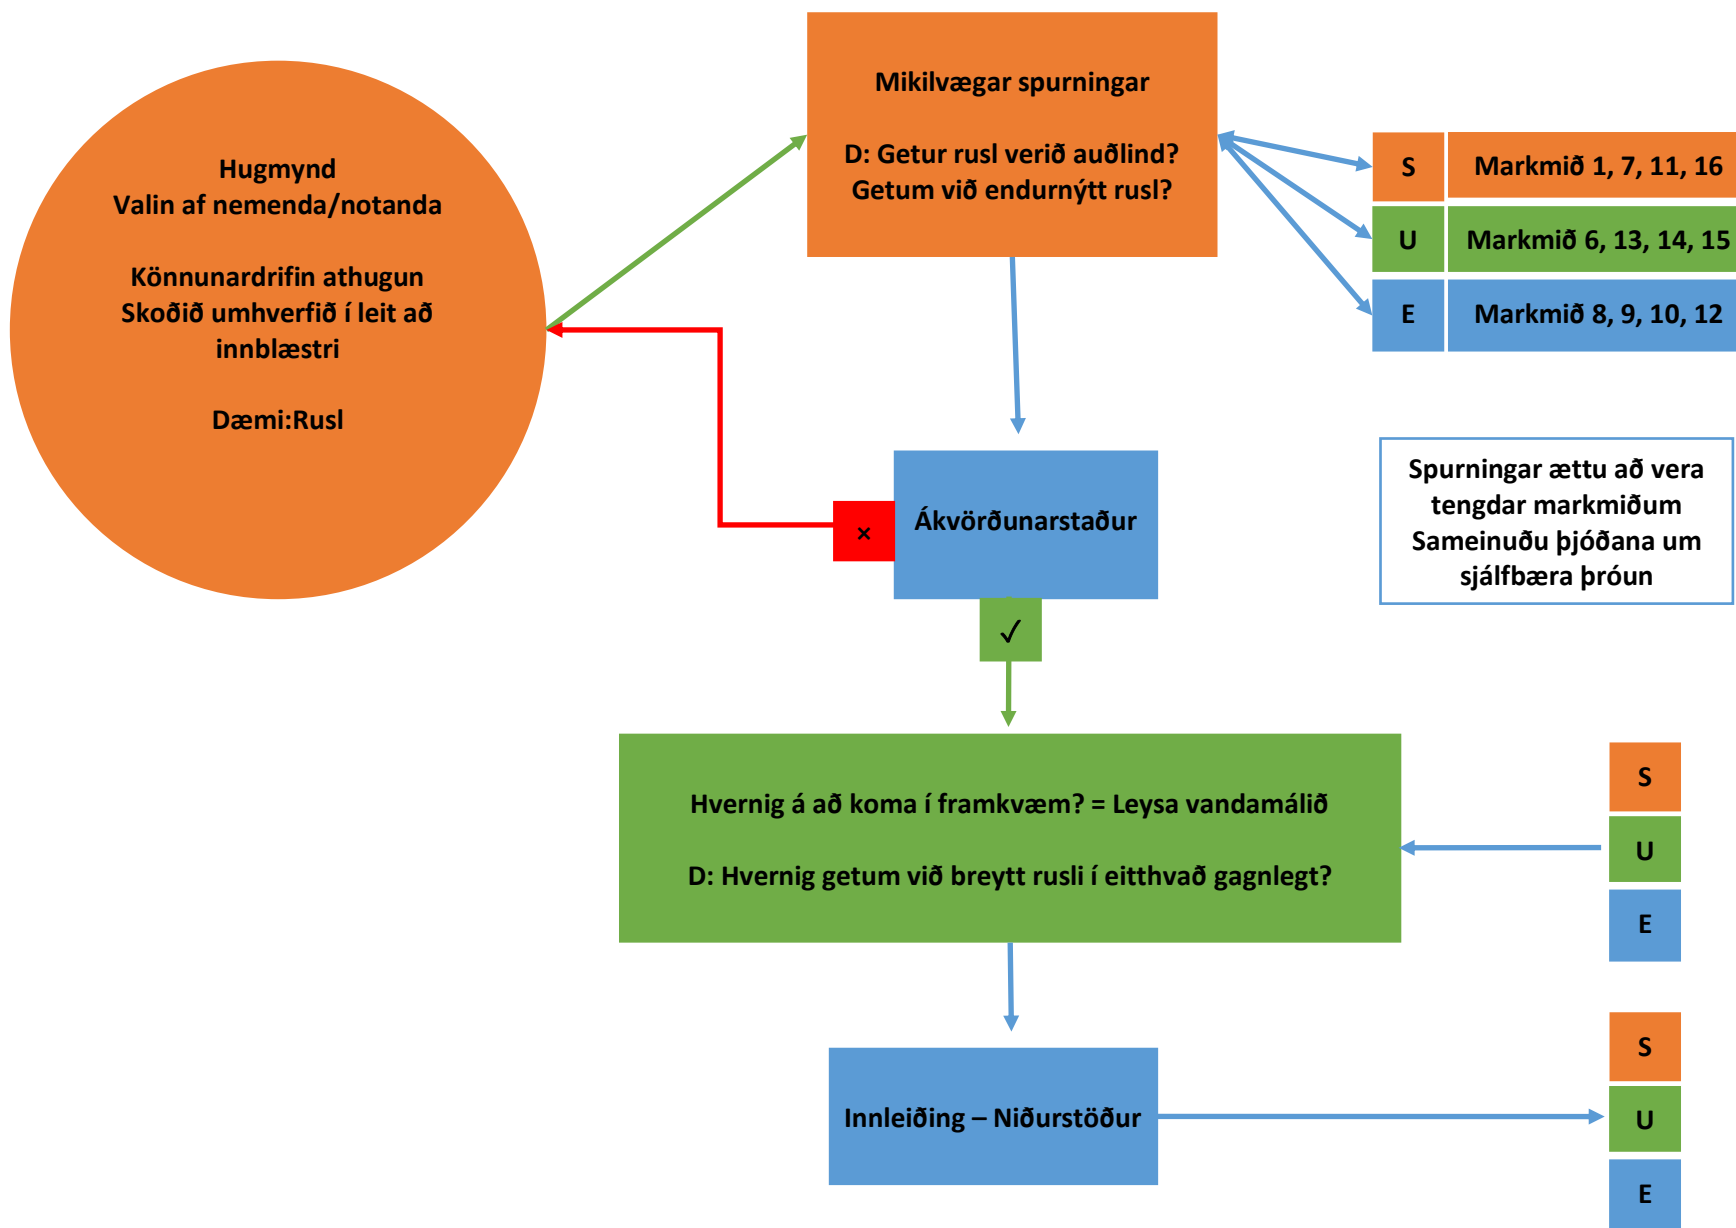 Hugmynd
Valin af nemenda/notanda
Könnunardrifin athugun
Skoðið umhverfið í leit að
innblæstri
Dæmi:Rusl
Mikilvægar spurningar
D: Getur rusl verið auðlind?
Getum við endurnýtt rusl?
S Markmið 1, 7, 11, 16
U Markmið 6, 13, 14, 15
E Markmið 8, 9, 10, 12
Spurningar ættu að vera
tengdar markmiðum
Sameinuðu þjóðana um
sjálfbæra þróun
× Ákvörðunarstaður
✓
Hvernig á að koma í framkvæm? = Leysa vandamálið
D: Hvernig getum við breytt rusli í eitthvað gagnlegt?
S
U
E
Innleiðing – Niðurstöður
S
U
E